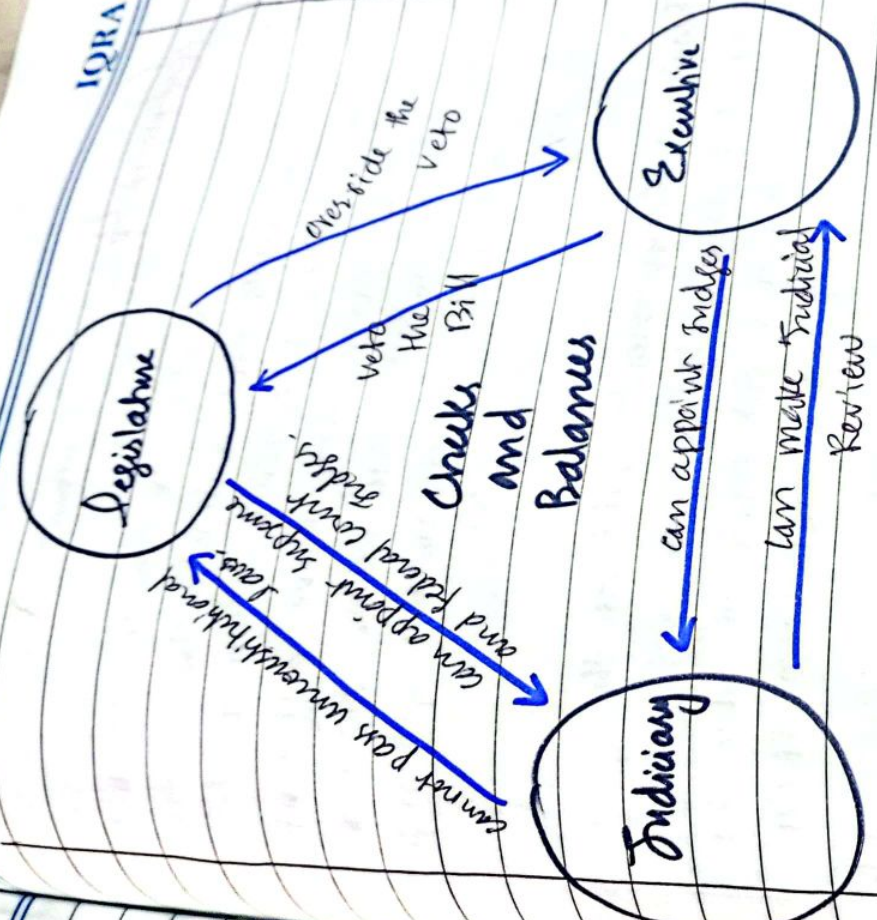 IQRA
Legislature
override the
veto
veto
the
Bill
Executive
Checks
and
Balances
can appoint supreme
and federal court
Judges.
cannot pass unconstitutional
laws.
can appoint Judges
can make Judicial
Review
Judiciary